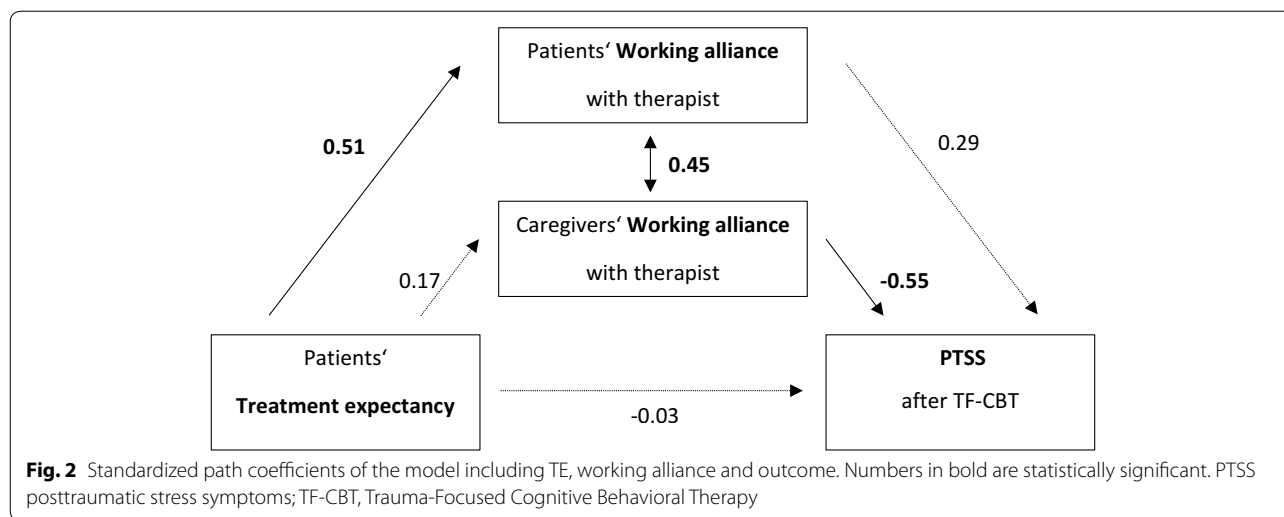 Patients‘ Working alliance
with therapist
0.51
0.29
0.45
Caregivers‘ Working alliance
with therapist
0.17
-0.55
Patients‘
Treatment expectancy
-0.03
PTSS
after TF-CBT
Fig. 2 Standardized path coefficients of the model including TE, working alliance and outcome. Numbers in bold are statistically significant. PTSS
posttraumatic stress symptoms; TF-CBT, Trauma-Focused Cognitive Behavioral Therapy